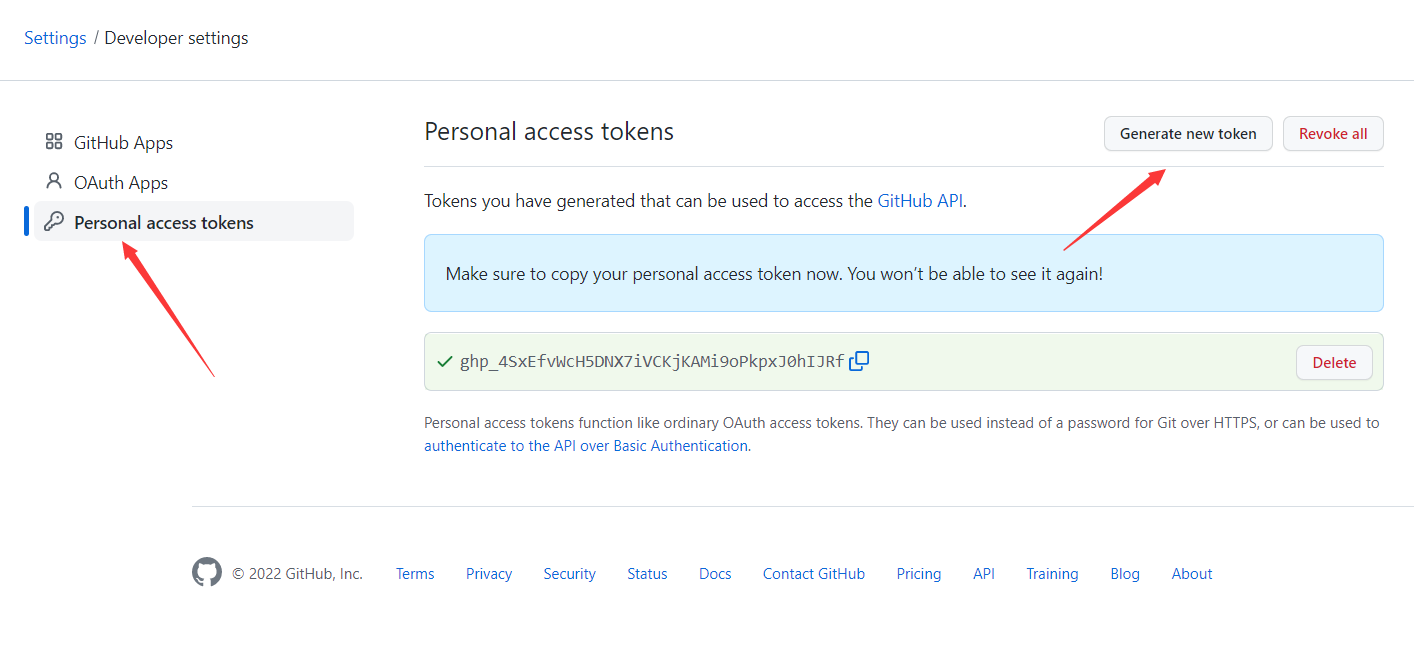 Settings / Developer settings
GitHub Apps
OAuth Apps
Personal access tokens
Personal access tokens
Generate new token
Revoke all
Tokens you have generated that can be used to access the GitHub API.
Make sure to copy your personal access token now. You won’t be able to see it again!
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
Delete
Personal access tokens function like ordinary OAuth access tokens. They can be used instead of a password for Git over HTTPS, or can be used to
authenticate to the API over Basic Authentication.
© 2022 GitHub, Inc.
Terms
Privacy
Security
Status
Docs
Contact GitHub
Pricing
API
Training
Blog
About